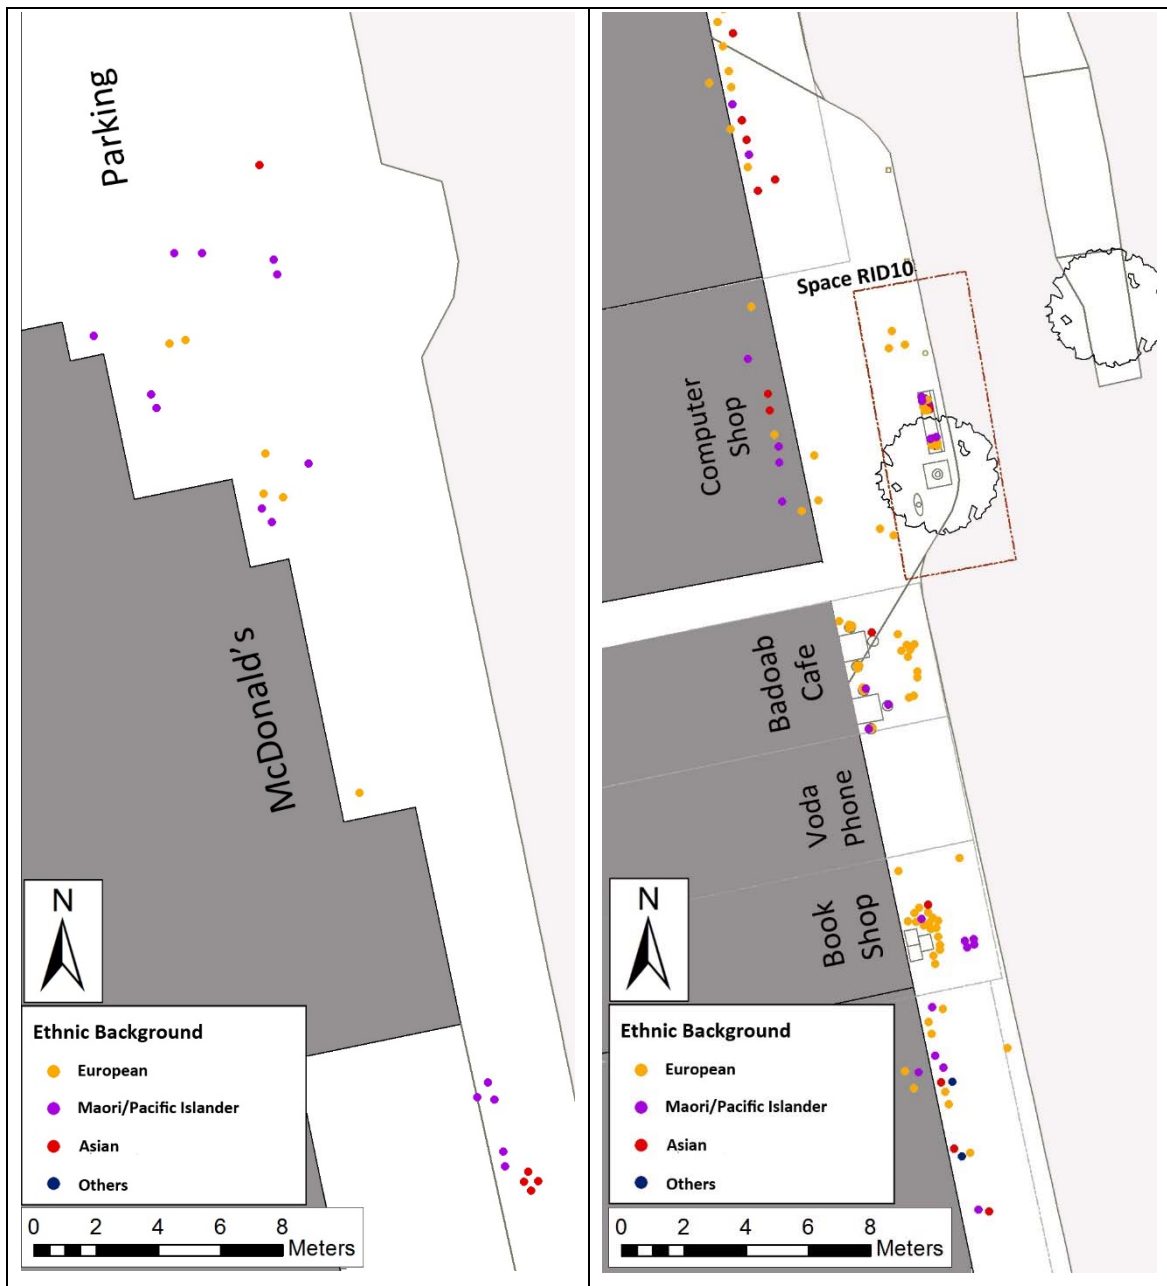 Parking
McDonald's
N
Ethnic Background
European
Maori/Pacific Islander
Asian
Others
0 2 4 6 8
Meters
Space RID10
Computer
Shop
Badoab
Cafe
Voda
Phone
Book
Shop
N
Ethnic Background
European
Maori/Pacific Islander
Asian
Others
0 2 4 6 8
Meters